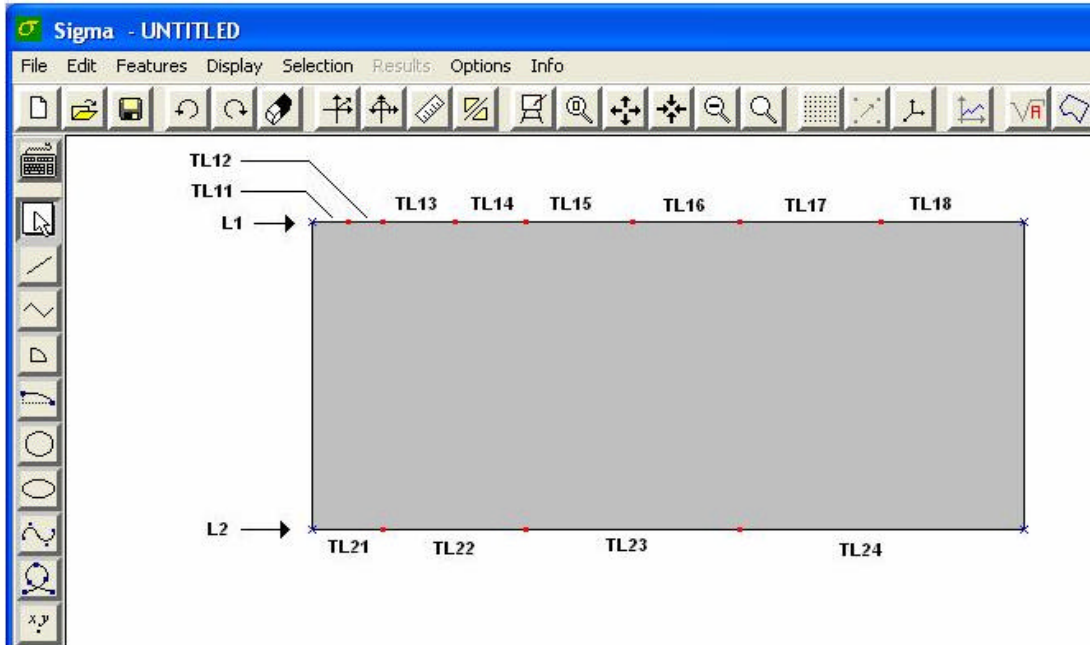 σ Sigma - UNTITLED
File Edit Features Display Selection Results Options Info
√A
TL12
TL11
TL13 TL14 TL15 TL16 TL17 TL18
L1
L2
TL21 TL22 TL23 TL24
x,y